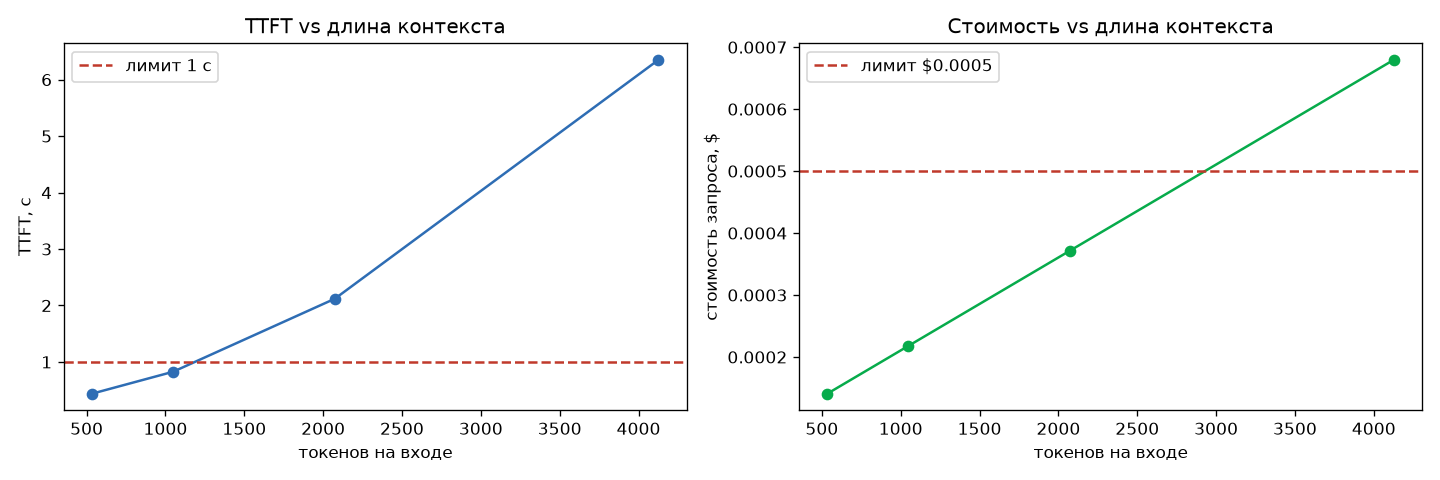 TTFT vs длина контекста
лимит 1 с
TTFT, с
6
5
4
3
2
1
500 1000 1500 2000 2500 3000 3500 4000
токенов на входе
Стоимость vs длина контекста
лимит $0.0005
стоимость запроса, $
0.0007
0.0006
0.0005
0.0004
0.0003
0.0002
500 1000 1500 2000 2500 3000 3500 4000
токенов на входе